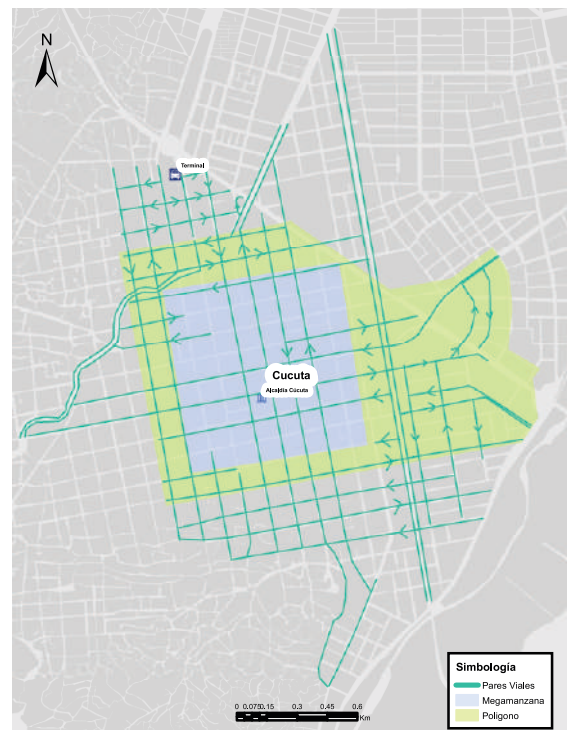 N
Terminal
Cucuta
Alcaldia Cúcuta
Simbología
Pares Viales
Megamanzana
Poligono
0 0.075 0.15 0.3 0.45 0.6
Km